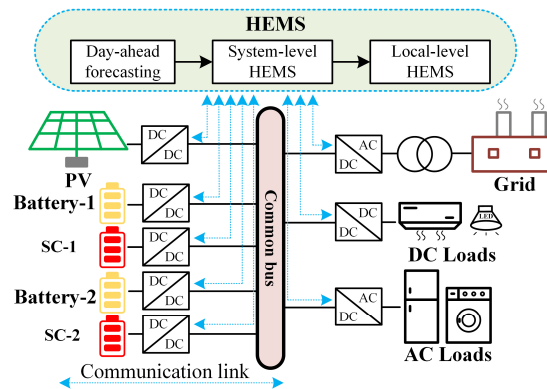 HEMS
Day-ahead
forecasting
System-level
HEMS
Local-level
HEMS
DC
DC
PV
DC
AC
Grid
Battery-1
DC
DC
SC-1
DC
DC
Common bus
DC
DC
LED
DC Loads
Battery-2
DC
DC
SC-2
DC
DC
DC
AC
AC Loads
Communication link